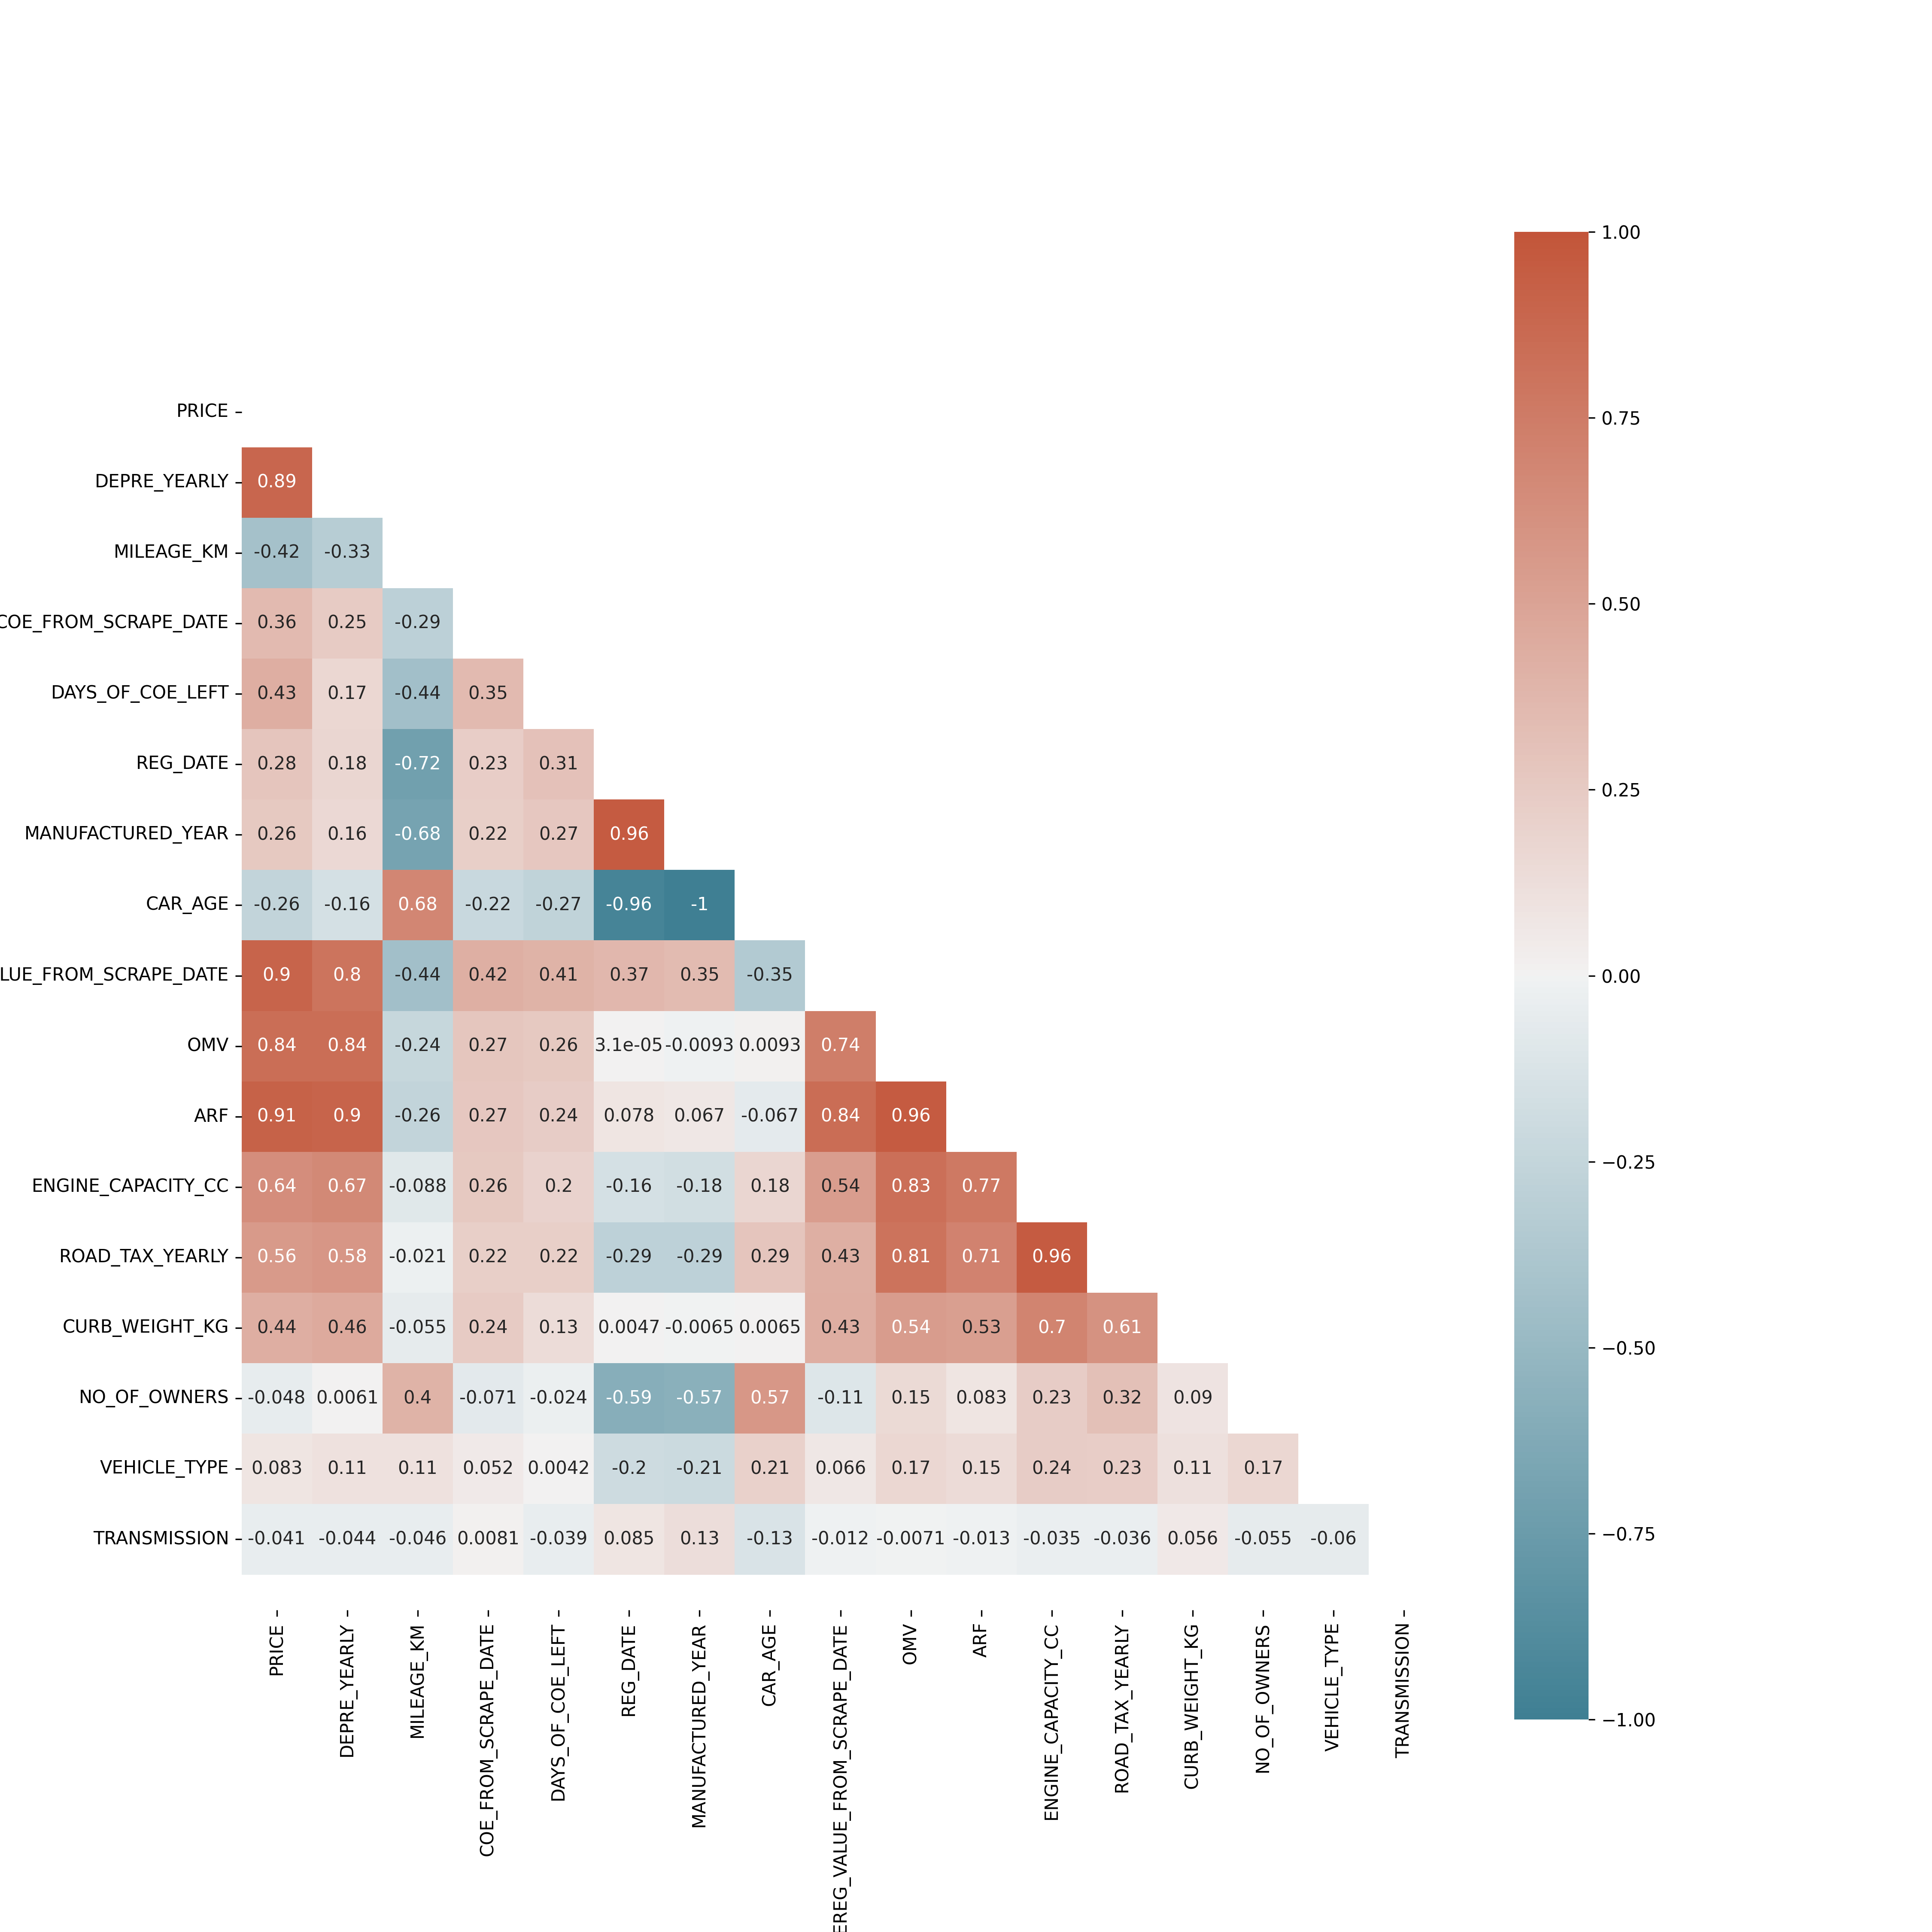 PRICE
DEPRE_YEARLY 0.89
MILEAGE_KM -0.42 -0.33
COE_FROM_SCRAPE_DATE 0.36 0.25 -0.29
DAYS_OF_COE_LEFT 0.43 0.17 -0.44 0.35
REG_DATE 0.28 0.18 -0.72 0.23 0.31
MANUFACTURED_YEAR 0.26 0.16 -0.68 0.22 0.27 0.96
CAR_AGE -0.26 -0.16 0.68 -0.22 -0.27 -0.96 -1
LUE_FROM_SCRAPE_DATE 0.9 0.8 -0.44 0.42 0.41 0.37 0.35 -0.35
OMV 0.84 0.84 -0.24 0.27 0.26 3.1e-05 -0.0093 0.0093 0.74
ARF 0.91 0.9 -0.26 0.27 0.24 0.078 0.067 -0.067 0.84 0.96
ENGINE_CAPACITY_CC 0.64 0.67 -0.088 0.26 0.2 -0.16 -0.18 0.18 0.54 0.83 0.77
ROAD_TAX_YEARLY 0.56 0.58 -0.021 0.22 0.22 -0.29 -0.29 0.29 0.43 0.81 0.71 0.96
CURB_WEIGHT_KG 0.44 0.46 -0.055 0.24 0.13 0.0047 -0.0065 0.0065 0.43 0.54 0.53 0.7 0.61
NO_OF_OWNERS -0.048 0.0061 0.4 -0.071 -0.024 -0.59 -0.57 0.57 -0.11 0.15 0.083 0.23 0.32 0.09
VEHICLE_TYPE 0.083 0.11 0.11 0.052 0.0042 -0.2 -0.21 0.21 0.066 0.17 0.15 0.24 0.23 0.11 0.17
TRANSMISSION -0.041 -0.044 -0.046 0.0081 -0.039 0.085 0.13 -0.13 -0.012 -0.0071 -0.013 -0.035 -0.036 0.056 -0.055 -0.06
PRICE
DEPRE_YEARLY
MILEAGE_KM
COE_FROM_SCRAPE_DATE
DAYS_OF_COE_LEFT
REG_DATE
MANUFACTURED_YEAR
CAR_AGE
EREG_VALUE_FROM_SCRAPE_DATE
OMV
ARF
ENGINE_CAPACITY_CC
ROAD_TAX_YEARLY
CURB_WEIGHT_KG
NO_OF_OWNERS
VEHICLE_TYPE
TRANSMISSION
1.00
0.75
0.50
0.25
0.00
−0.25
−0.50
−0.75
−1.00